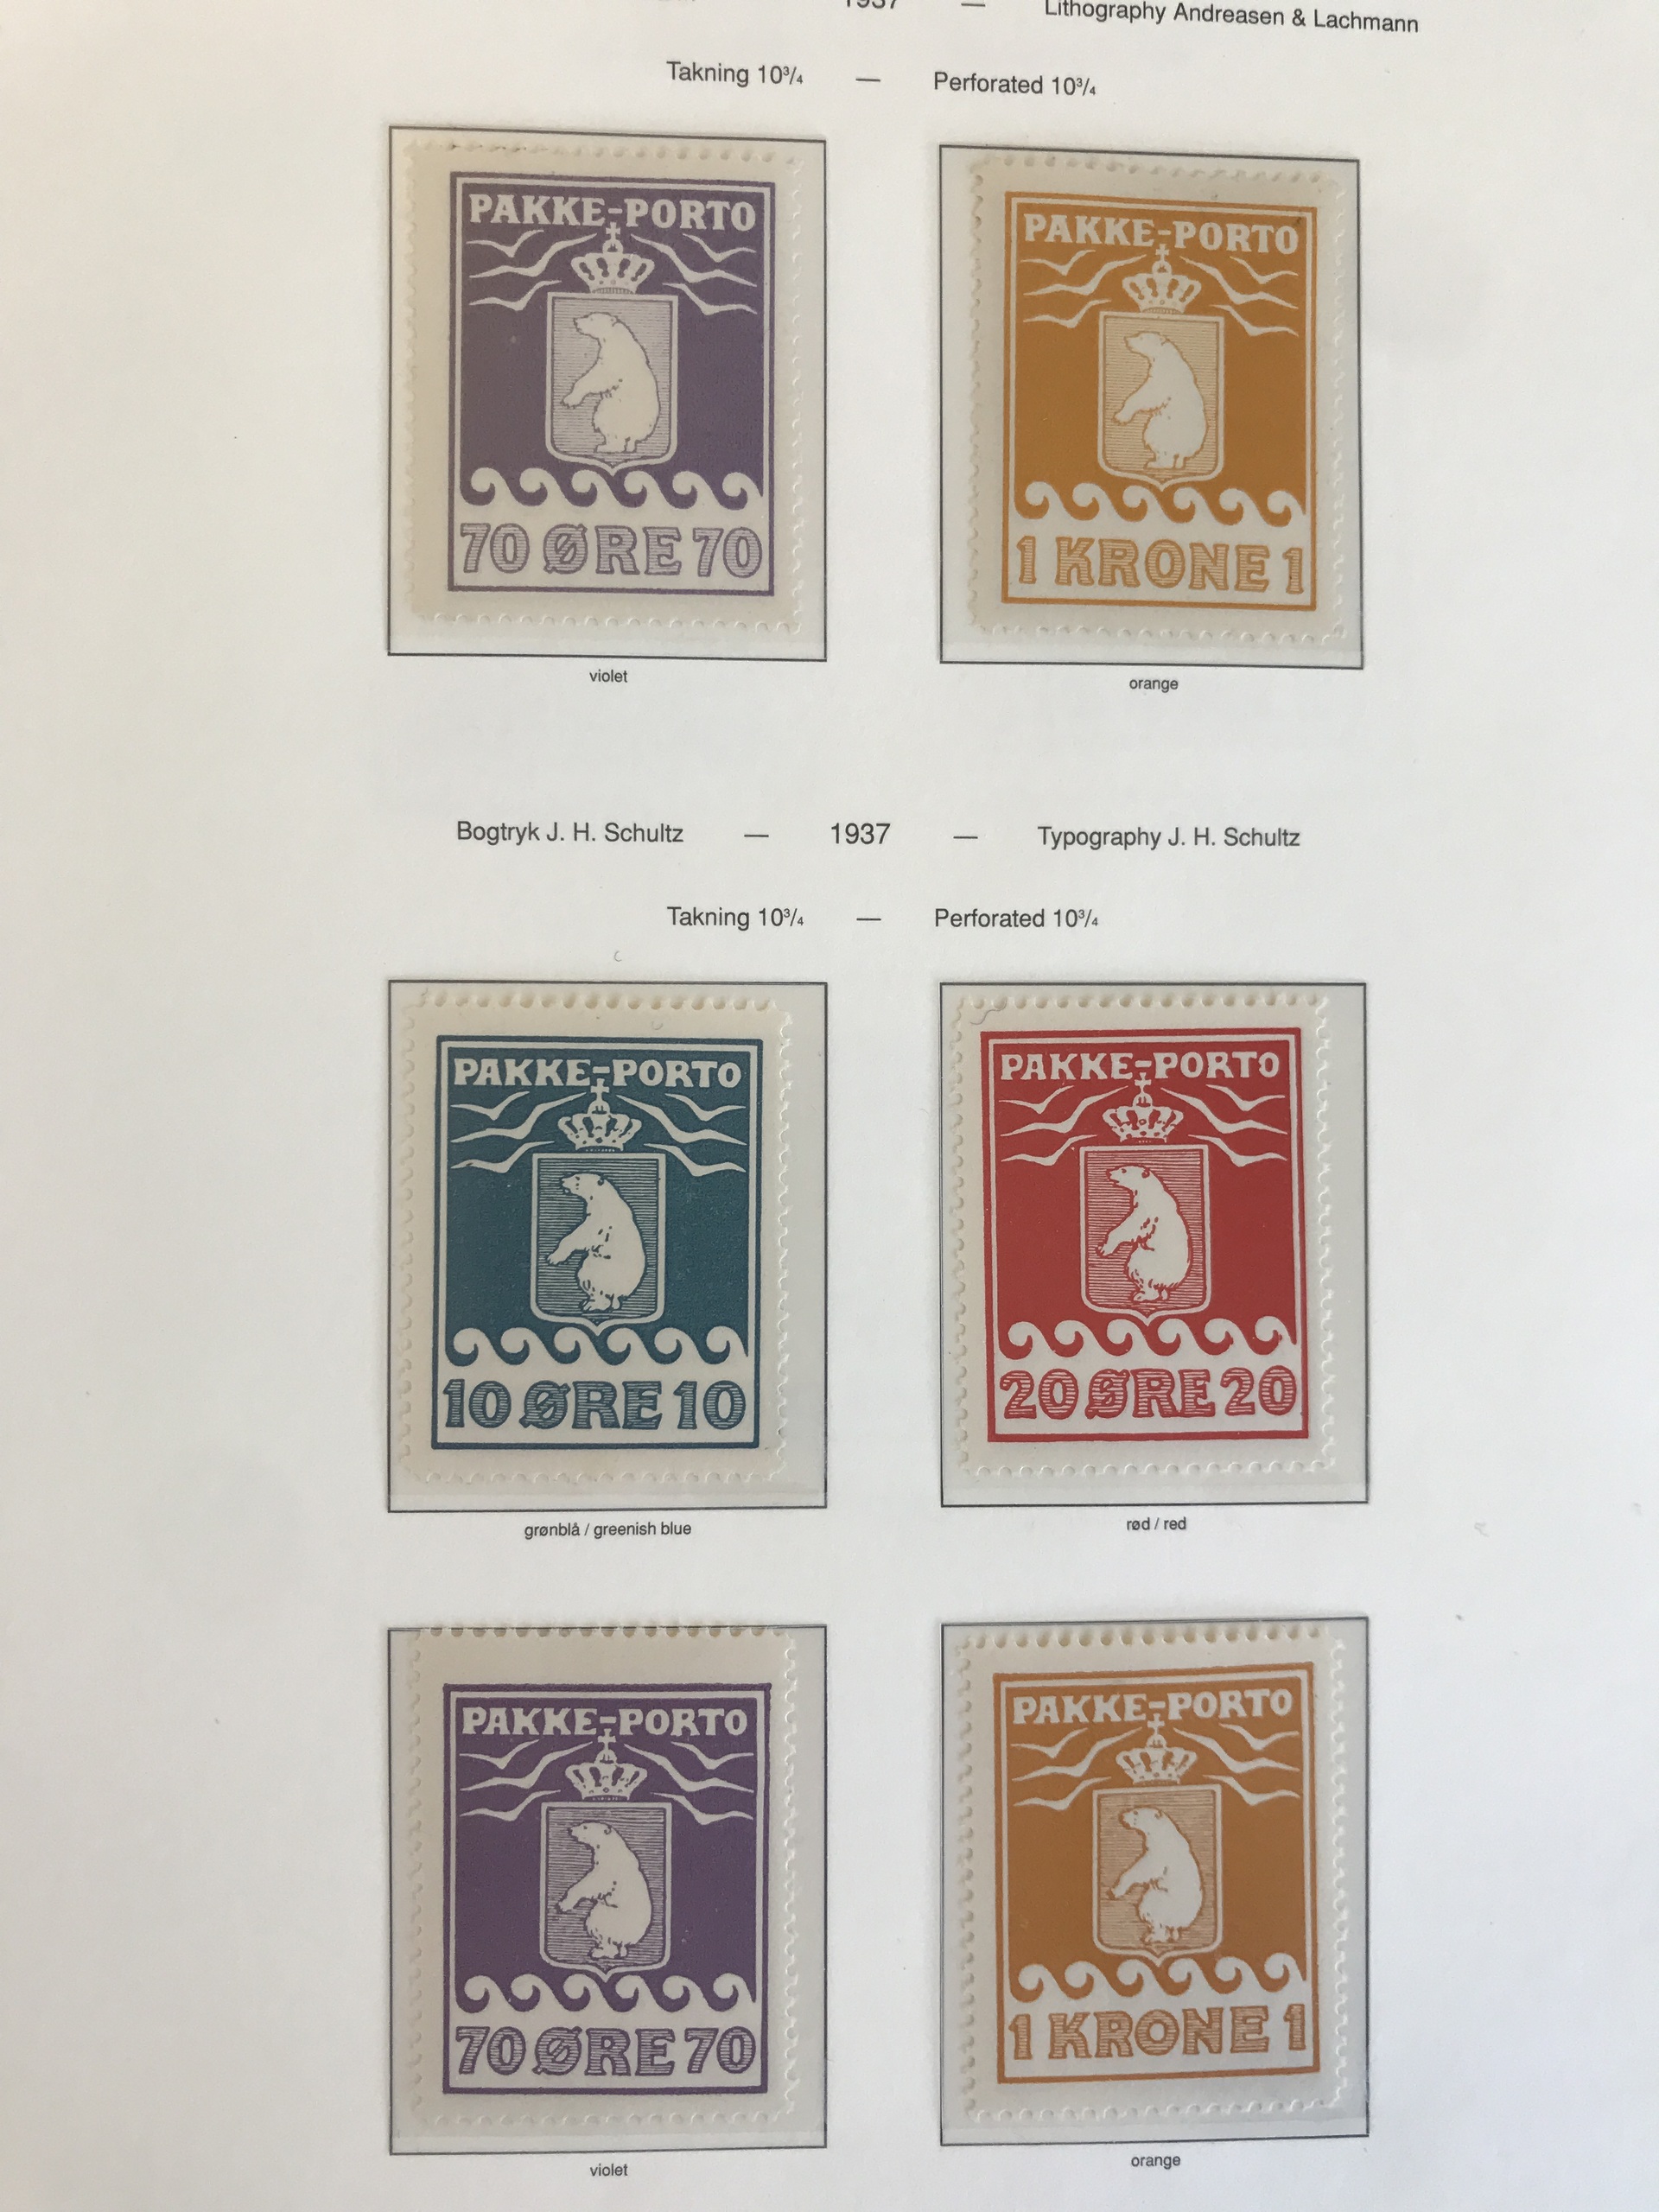 1937 — Lithography Andreasen & Lachmann
Takning 10¾ — Perforated 10¾
PAKKE-PORTO
70 ØRE 70
violet
PAKKE-PORTO
1 KRONE 1
orange
Bogtryk J. H. Schultz — 1937 — Typography J. H. Schultz
Takning 10¾ — Perforated 10¾
PAKKE-PORTO
10 ØRE 10
grønblå / greenish blue
PAKKE-PORTO
20 ØRE 20
rød / red
PAKKE-PORTO
70 ØRE 70
violet
PAKKE-PORTO
1 KRONE 1
orange